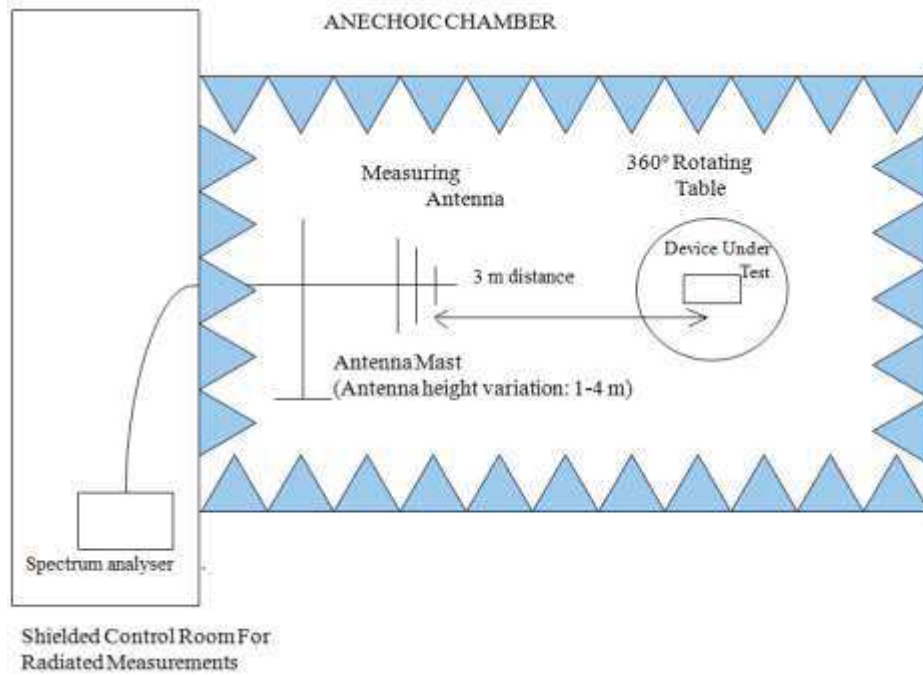 ANECHOIC CHAMBER
Measuring
Antenna
360º Rotating
Table
Device Under
Test
3 m distance
Antenna Mast
(Antenna height variation: 1-4 m)
Spectrum analyser
Shielded Control Room For
Radiated Measurements